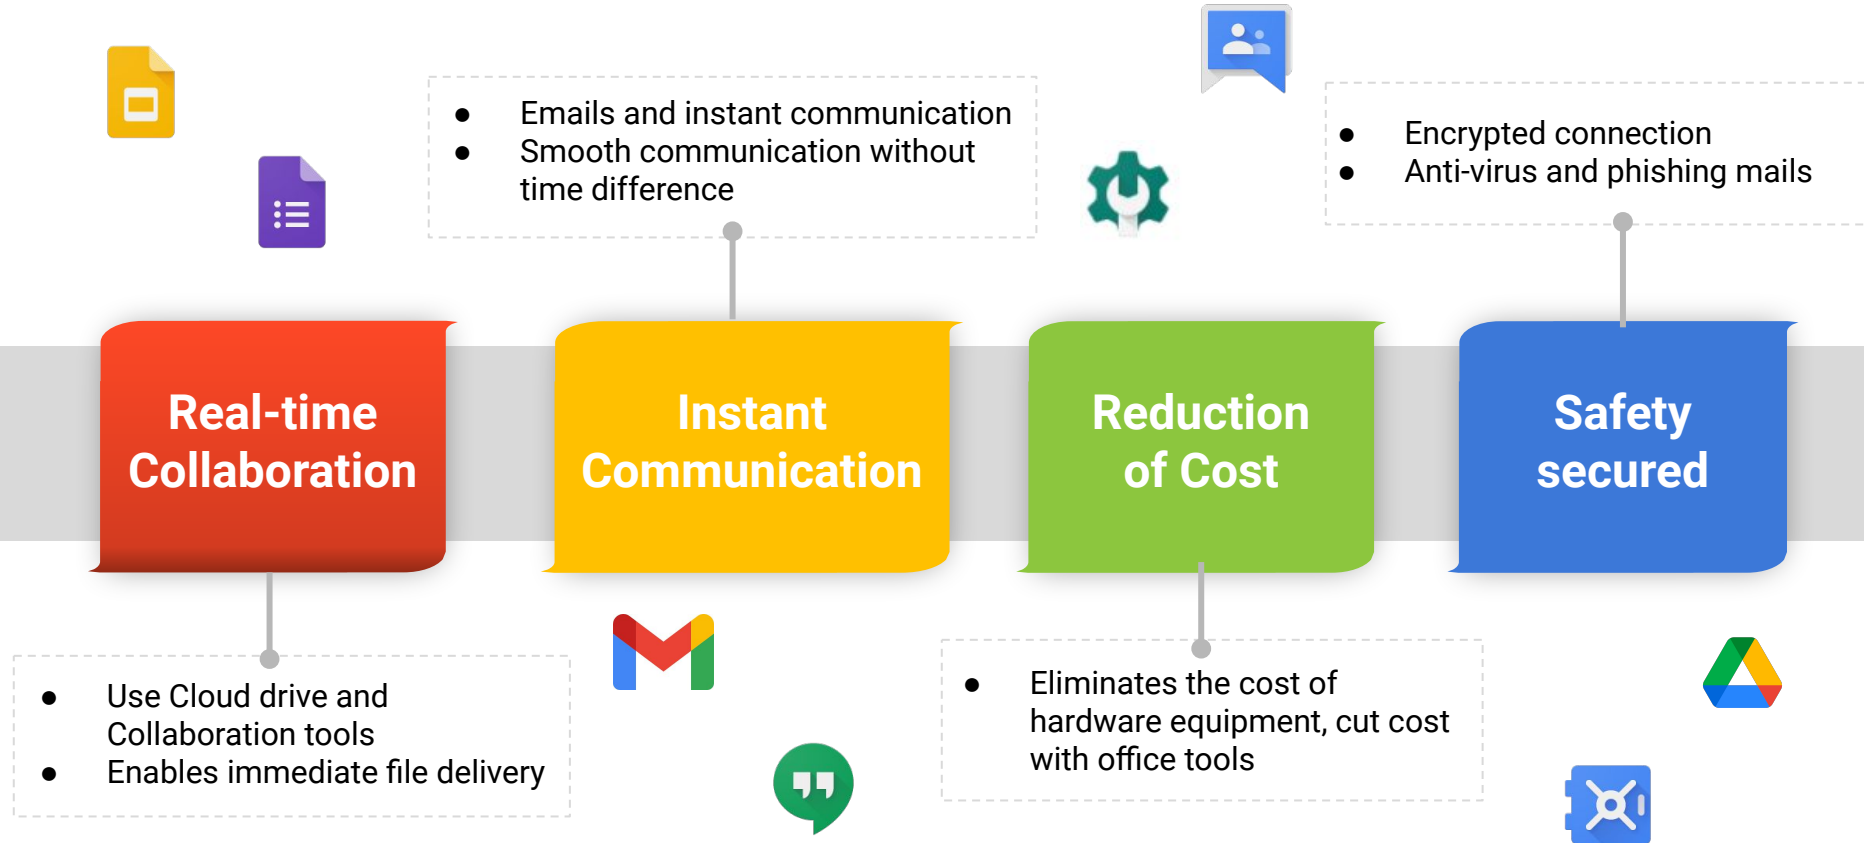 ● Emails and instant communication
● Smooth communication without
time difference
● Encrypted connection
● Anti-virus and phishing mails
Real-time
Collaboration
Instant
Communication
Reduction
of Cost
Safety
secured
● Use Cloud drive and
Collaboration tools
● Enables immediate file delivery
● Eliminates the cost of
hardware equipment, cut cost
with office tools